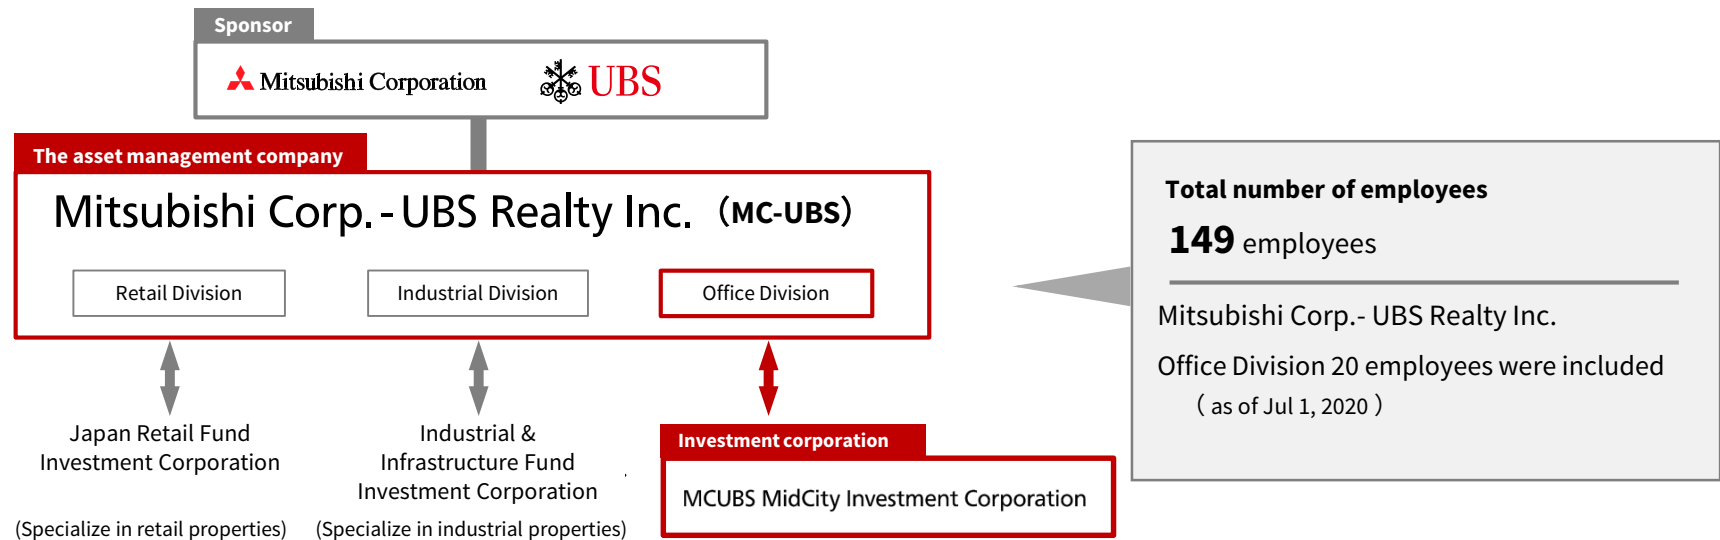 Sponsor
Mitsubishi Corporation
UBS
The asset management company
Mitsubishi Corp. - UBS Realty Inc. (MC-UBS)
Retail Division
Industrial Division
Office Division
Japan Retail Fund
Investment Corporation
(Specialize in retail properties)
Industrial &
Infrastructure Fund
Investment Corporation
(Specialize in industrial properties)
Investment corporation
MCUBS MidCity Investment Corporation
Total number of employees
149 employees
Mitsubishi Corp.- UBS Realty Inc.
Office Division 20 employees were included
( as of Jul 1, 2020 )